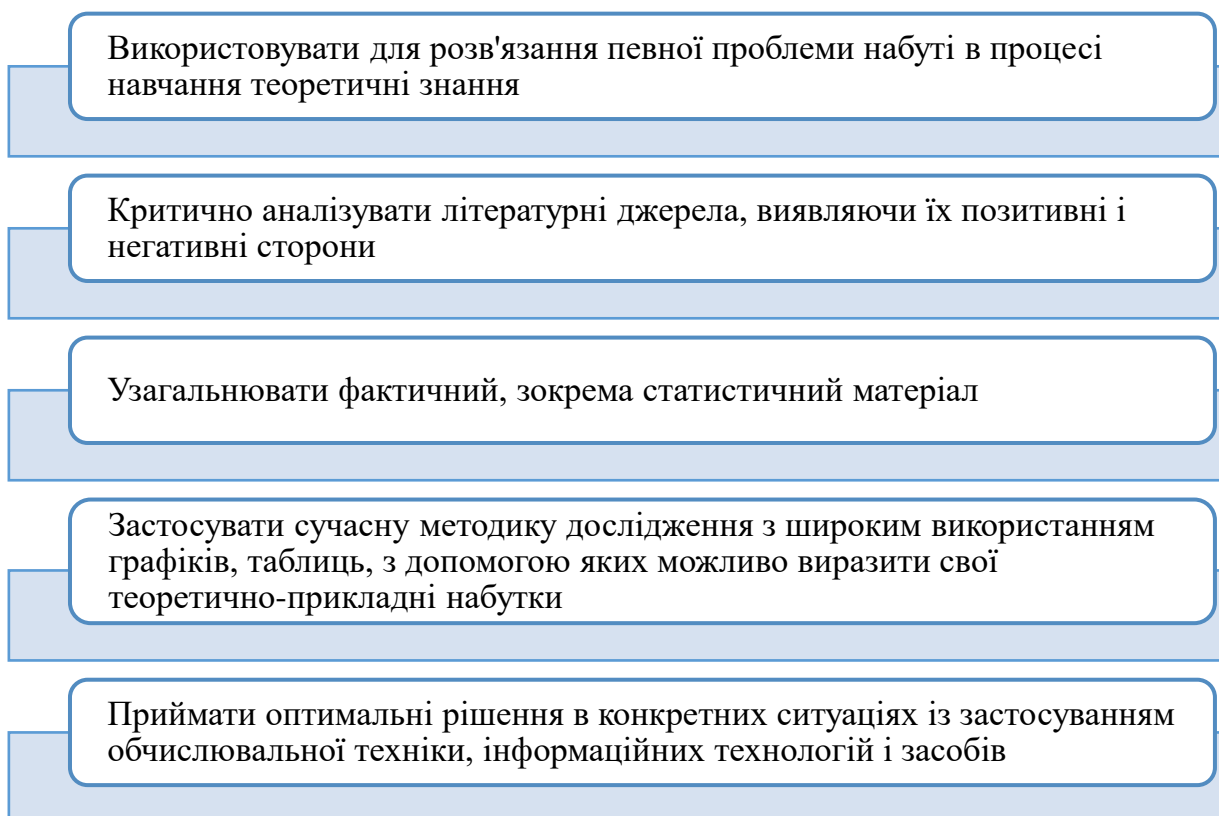 Використовувати для розв'язання певної проблеми набуті в процесі
навчання теоретичні знання
Критично аналізувати літературні джерела, виявляючи їх позитивні і
негативні сторони
Узагальнювати фактичний, зокрема статистичний матеріал
Застосувати сучасну методику дослідження з широким використанням
графіків, таблиць, з допомогою яких можливо виразити свої
теоретично-прикладні набутки
Приймати оптимальні рішення в конкретних ситуаціях із застосуванням
обчислювальної техніки, інформаційних технологій і засобів